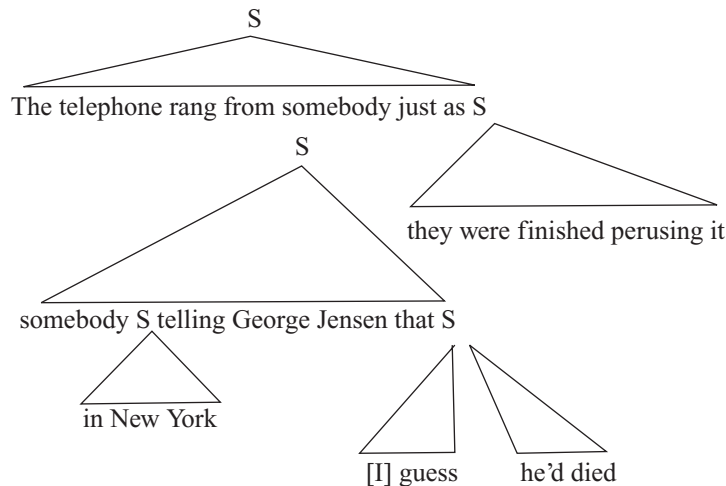 S
The telephone rang from somebody just as S
S
they were finished perusing it
somebody S telling George Jensen that S
in New York
[I] guess he’d died